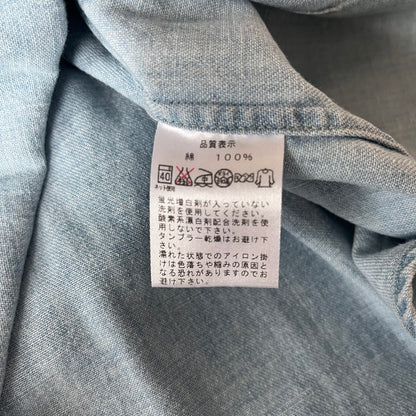 品質表示
綿 100%
40
ネット使用
蛍光増白剤が入っていない
洗剤を使用してください。
酸素系漂白剤配合洗剤を使
用しないで下さい。
タンブラー乾燥はお避け下
さい。
濡れた状態でのアイロン掛
けは色落ちや縮みの原因と
なる恐れがありますのでお
避け下さい。